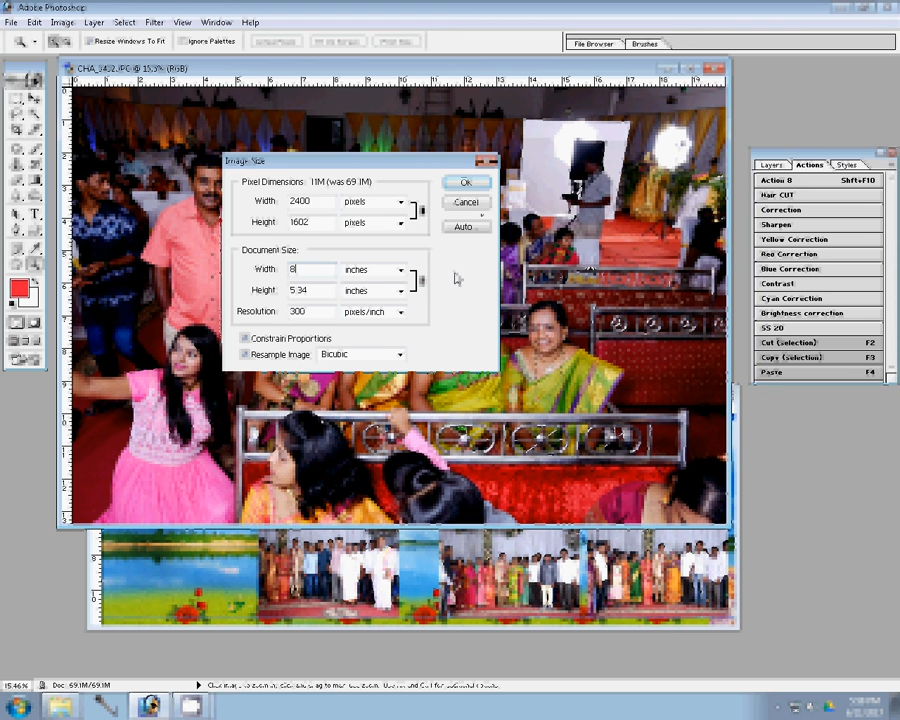 Adobe Photoshop
File Edit Image Layer Select Filter View Window Help
Resize Windows To Fit Ignore Palettes
File Browser Brushes
(RGB)
Image Size
Pixel Dimensions: 11M (was 69.1M)
Width: 2400 pixels
Height: 1602 pixels
OK
Cancel
Auto...
Document Size:
Width: 8 inches
Height: 5.34 inches
Resolution: 300 pixels/inch
Constrain Proportions
Resample Image: Bicubic
Layers Actions Styles
Action 8 Shft+F10
Hair CUT
Correction
Sharpen
Yellow Correction
Red Correction
Blue Correction
Contrast
Cyan Correction
Brightness correction
SS 20
Cut (selection) F2
Copy (selection) F3
Paste F4
15.46% Doc: 69.1M/69.1M